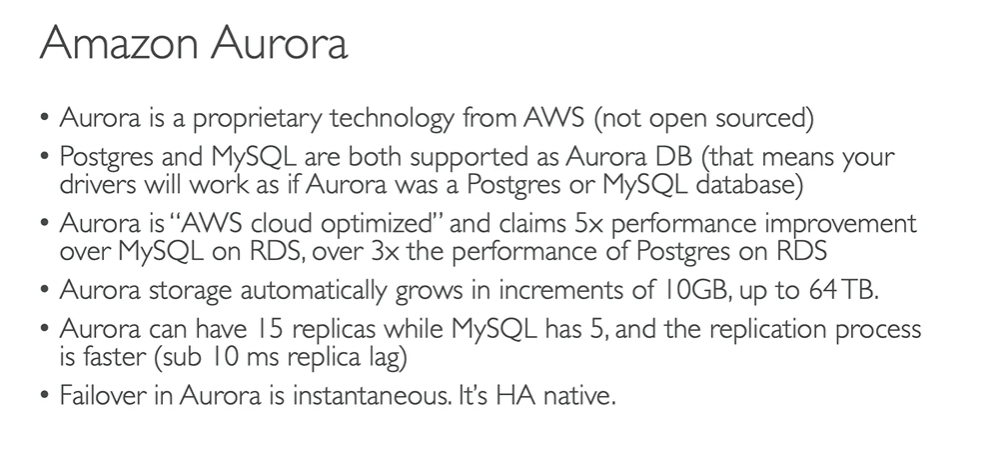 Amazon Aurora
• Aurora is a proprietary technology from AWS (not open sourced)
• Postgres and MySQL are both supported as Aurora DB (that means your
drivers will work as if Aurora was a Postgres or MySQL database)
• Aurora is “AWS cloud optimized” and claims 5x performance improvement
over MySQL on RDS, over 3x the performance of Postgres on RDS
• Aurora storage automatically grows in increments of 10GB, up to 64 TB.
• Aurora can have 15 replicas while MySQL has 5, and the replication process
is faster (sub 10 ms replica lag)
• Failover in Aurora is instantaneous. It’s HA native.